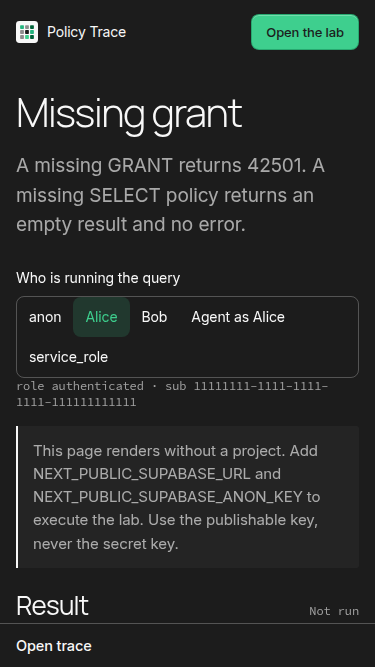 Policy Trace
Open the lab
Missing grant
A missing GRANT returns 42501. A
missing SELECT policy returns an
empty result and no error.
Who is running the query
anon
Alice
Bob
Agent as Alice
service_role
role authenticated · sub 11111111-1111-1111-
1111-111111111111
This page renders without a project. Add
NEXT_PUBLIC_SUPABASE_URL and
NEXT_PUBLIC_SUPABASE_ANON_KEY to
execute the lab. Use the publishable key,
never the secret key.
Result
Not run
Open trace